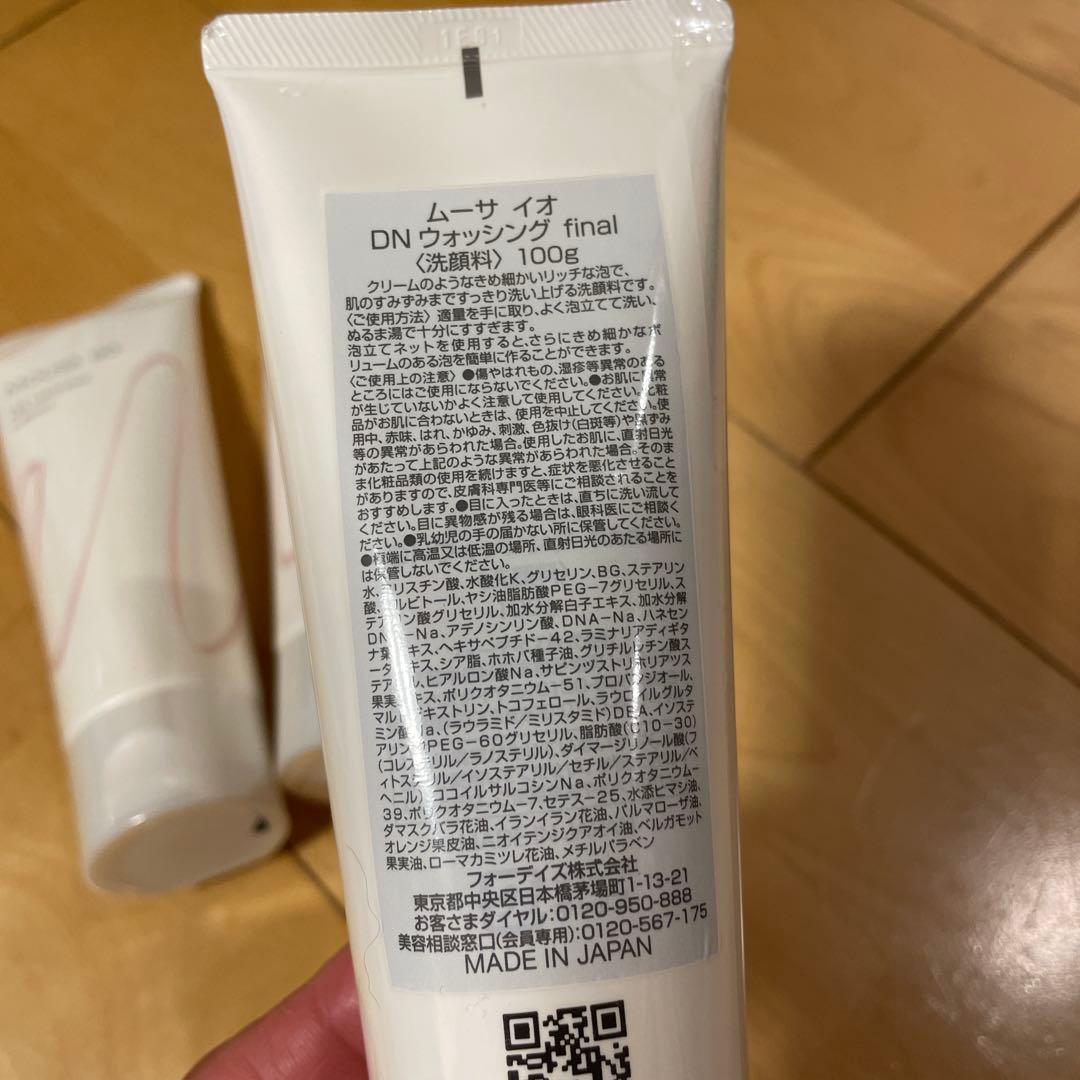 1E01
ムーサ イオ
DN ウォッシング final
〈洗顔料〉 100g
クリームのようなきめ細かいリッチな泡で、
肌のすみずみまですっきり洗い上げる洗顔料です。
〈ご使用方法〉適量を手に取り、よく泡立てて洗い、
ぬるま湯で十分にすすぎます。
泡立てネットを使用すると、さらにきめ細かなボ
リュームのある泡を簡単に作ることができます。
〈ご使用上の注意〉●傷やはれもの、湿疹等異常のある
ところにはご使用にならないでください。●お肌に異常
が生じていないかよく注意して使用してください。化粧
品がお肌に合わないときは、使用を中止してください。使
用中、赤味、はれ、かゆみ、刺激、色抜け(白斑等)や黒ずみ
等の異常があらわれた場合。使用したお肌に、直射日光
があたって上記のような異常があらわれた場合。そのま
ま化粧品類の使用を続けますと、症状を悪化させること
がありますので、皮膚科専門医等にご相談されることを
おすすめします。●目に入ったときは、直ちに洗い流して
ください。目に異物感が残る場合は、眼科医にご相談く
ださい。●乳幼児の手の届かない所に保管してください。
●極端に高温又は低温の場所、直射日光のあたる場所に
は保管しないでください。
水、ミリスチン酸、水酸化K、グリセリン、BG、ステアリン
酸、ソルビトール、ヤシ油脂肪酸PEG-7グリセリル、ス
テアリン酸グリセリル、加水分解白子エキス、加水分解
DNA-Na、アデノシンリン酸、DNA-Na、ハネセン
ナ葉エキス、ヘキサペプチド-42、ラミナリアディギタ
ータエキス、シア脂、ホホバ種子油、グリチルレチン酸ス
テアリル、ヒアルロン酸Na、サピンヅストリホリアツス
果実エキス、ポリクオタニウム-51、プロパンジオール、
マルトデキストリン、トコフェロール、ラウロイルグルタ
ミン酸Na、(ラウラミド/ミリスタミド)DEA、イソステ
アリン酸PEG-60グリセリル、脂肪酸(C10-30)
(コレステリル/ラノステリル)、ダイマージリノール酸(フ
ィトステリル/イソステアリル/セチル/ステアリル/ベ
ヘニル)、ココイルサルコシンNa、ポリクオタニウム-
39、ポリクオタニウム-7、セテス-25、水添ヒマシ油、
ダマスクバラ花油、イランイラン花油、パルマローザ油、
オレンジ果皮油、ニオイテンジクアオイ油、ベルガモット
果実油、ローマカミツレ花油、メチルパラベン
フォーデイズ株式会社
東京都中央区日本橋茅場町1-13-21
お客さまダイヤル:0120-950-888
美容相談窓口(会員専用):0120-567-175
MADE IN JAPAN